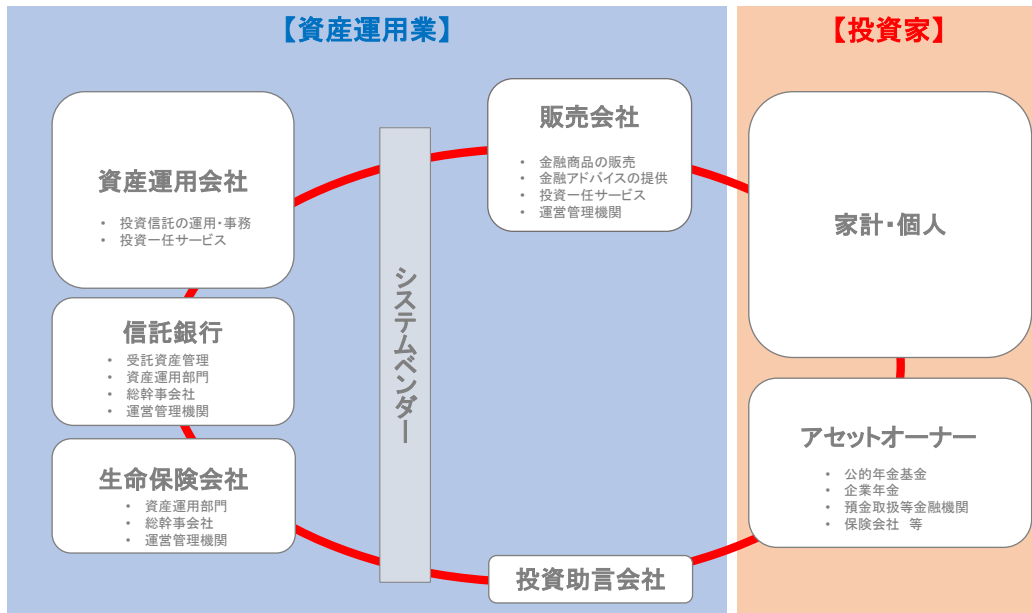 【資産運用業】
【投資家】
資産運用会社
• 投資信託の運用・事務
• 投資一任サービス
信託銀行
• 受託資産管理
• 資産運用部門
• 総幹事会社
• 運営管理機関
生命保険会社
• 資産運用部門
• 総幹事会社
• 運営管理機関
システムベンダー
販売会社
• 金融商品の販売
• 金融アドバイスの提供
• 投資一任サービス
• 運営管理機関
投資助言会社
家計・個人
アセットオーナー
• 公的年金基金
• 企業年金
• 預金取扱等金融機関
• 保険会社　等